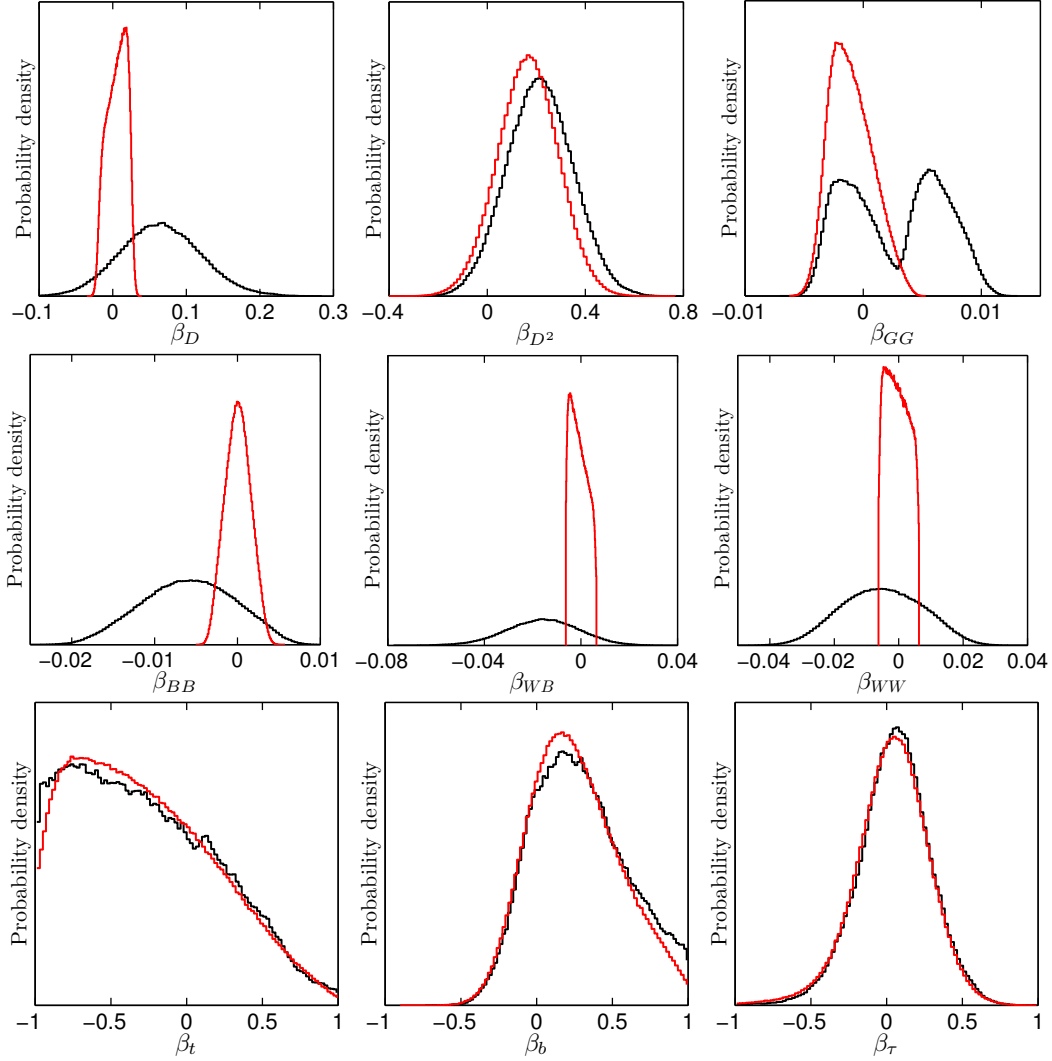 Probability density
−0.1 0 0.1 0.2 0.3
β_D
Probability density
−0.4 0 0.4 0.8
β_{D²}
Probability density
−0.01 0 0.01
β_{GG}
Probability density
−0.02 −0.01 0 0.01
β_{BB}
Probability density
−0.08 −0.04 0 0.04
β_{WB}
Probability density
−0.04 −0.02 0 0.02 0.04
β_{WW}
Probability density
−1 −0.5 0 0.5 1
β_t
Probability density
−1 −0.5 0 0.5 1
β_b
Probability density
−1 −0.5 0 0.5 1
β_τ